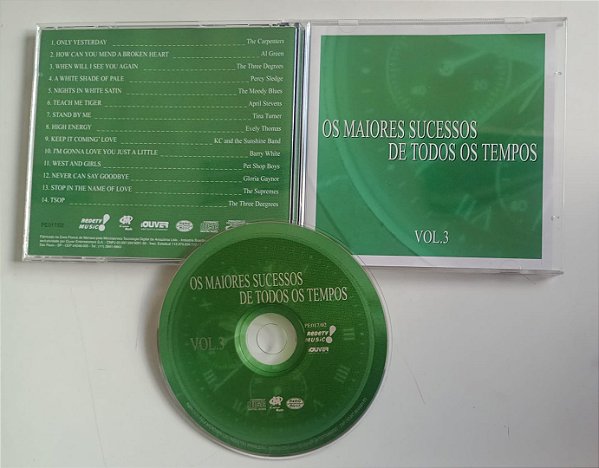 1. ONLY YESTERDAY The Carpenters
2. HOW CAN YOU MEND A BROKEN HEART Al Green
3. WHEN WILL I SEE YOU AGAIN The Three Degrees
4. A WHITE SHADE OF PALE Percy Sledge
5. NIGHTS IN WHITE SATIN The Moody Blues
6. TEACH ME TIGER April Stevens
7. STAND BY ME Tina Turner
8. HIGH ENERGY Evely Thomas
9. KEEP IT COMING' LOVE KC and the Sunshine Band
10. I'M GONNA LOVE YOU JUST A LITTLE Barry White
11. WEST AND GIRLS Pet Shop Boys
12. NEVER CAN SAY GOODBYE Gloria Gaynor
13. STOP IN THE NAME OF LOVE The Supremes
14. TSOP The Three Deegrees
REDETV MUSIC!
OUVER
OS MAIORES SUCESSOS
DE TODOS OS TEMPOS
VOL.3
OS MAIORES SUCESSOS
DE TODOS OS TEMPOS
VOL.3
REDETV MUSIC!
OUVER